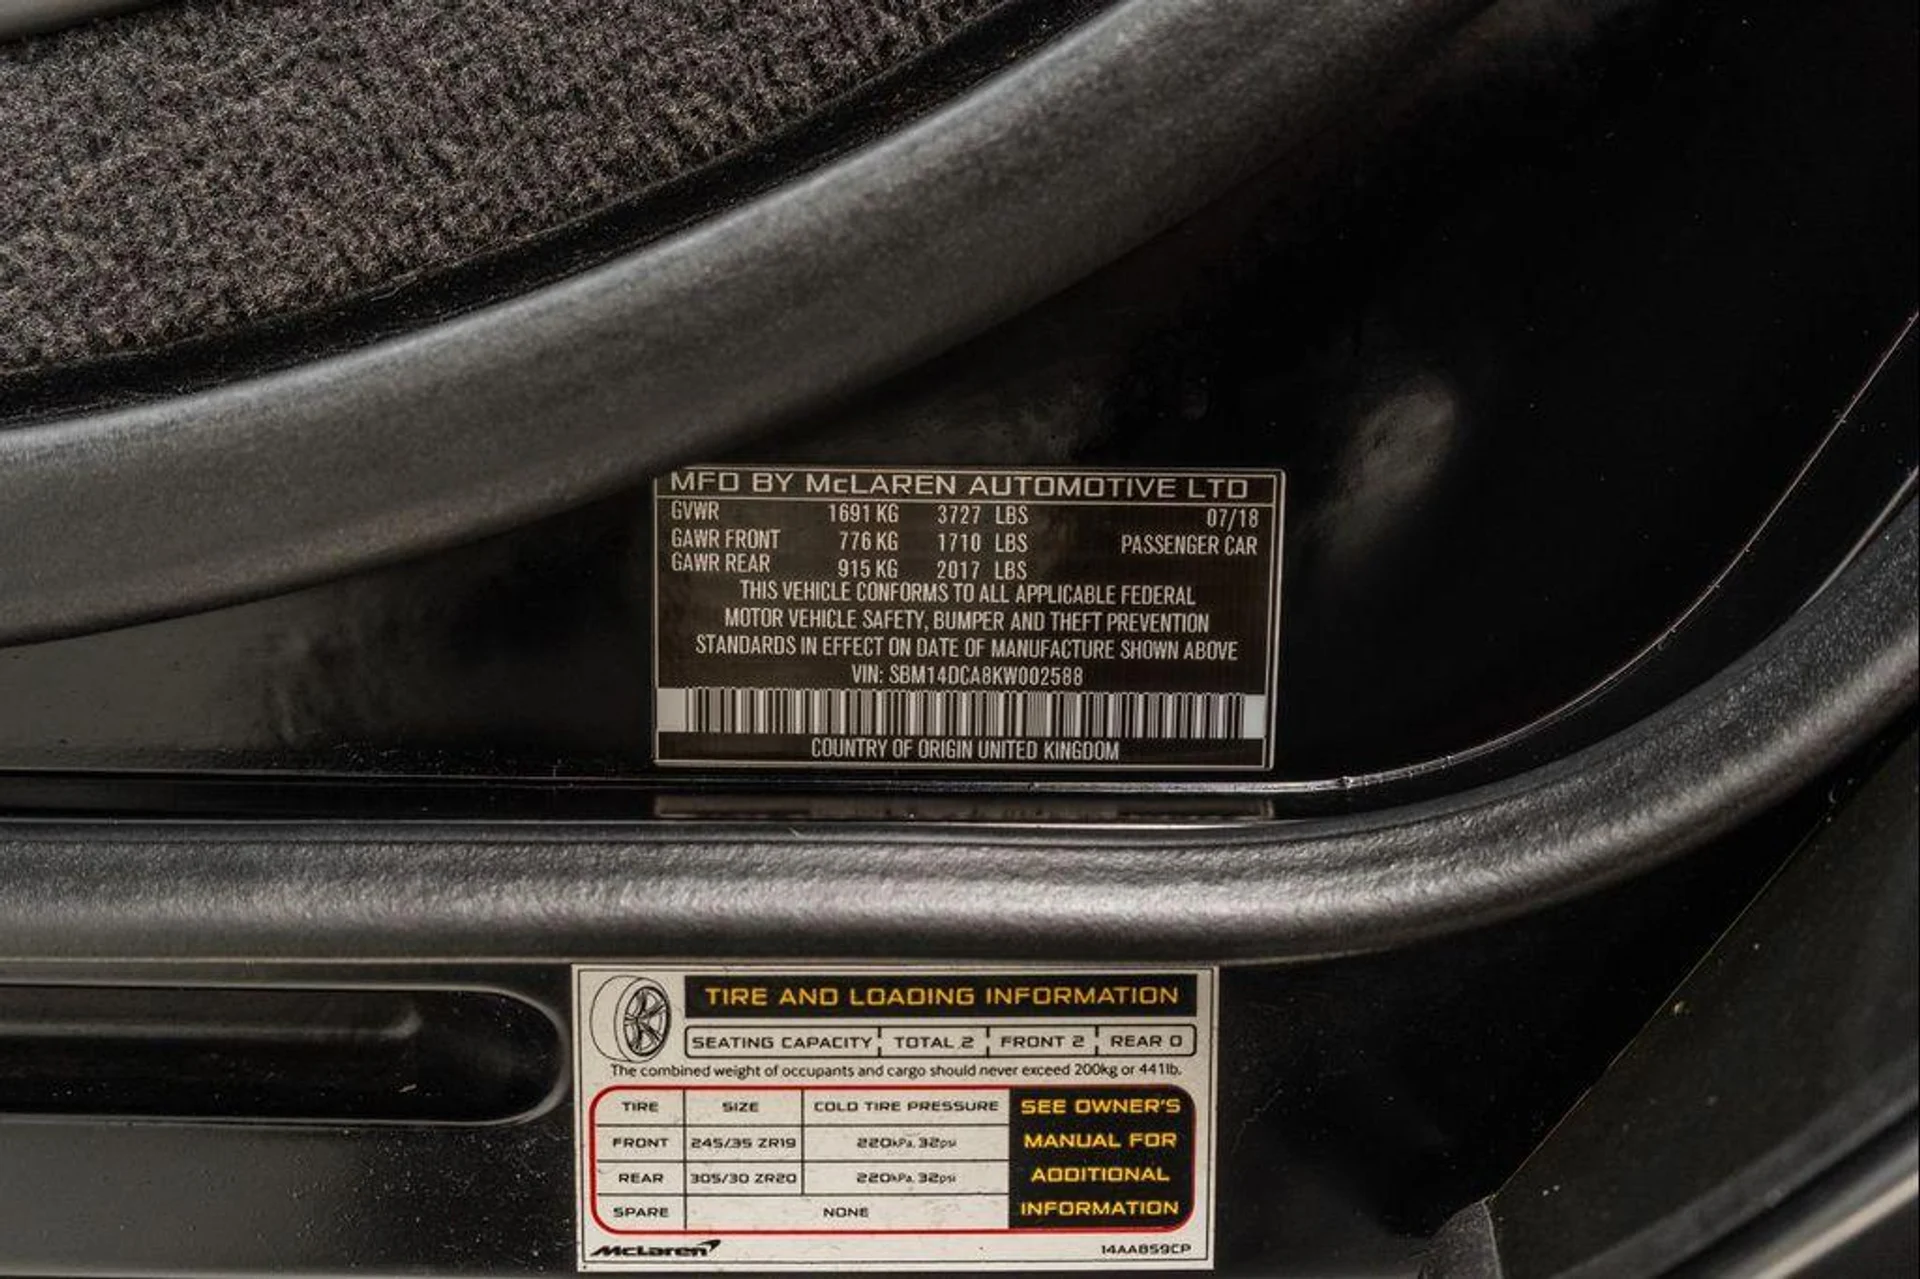 MFD BY McLAREN AUTOMOTIVE LTD
GVWR 1691 KG 3727 LBS 07/18
GAWR FRONT 776 KG 1710 LBS PASSENGER CAR
GAWR REAR 915 KG 2017 LBS
THIS VEHICLE CONFORMS TO ALL APPLICABLE FEDERAL
MOTOR VEHICLE SAFETY, BUMPER AND THEFT PREVENTION
STANDARDS IN EFFECT ON DATE OF MANUFACTURE SHOWN ABOVE
VIN: SBM14DCA8KW002588
COUNTRY OF ORIGIN UNITED KINGDOM
TIRE AND LOADING INFORMATION
SEATING CAPACITY TOTAL 2 FRONT 2 REAR 0
The combined weight of occupants and cargo should never exceed 200kg or 441lb.
TIRE SIZE COLD TIRE PRESSURE SEE OWNER'S
FRONT 245/35 ZR19 220kPa, 32psi MANUAL FOR
REAR 305/30 ZR20 220kPa, 32psi ADDITIONAL
SPARE NONE INFORMATION
McLaren 14AA859CP